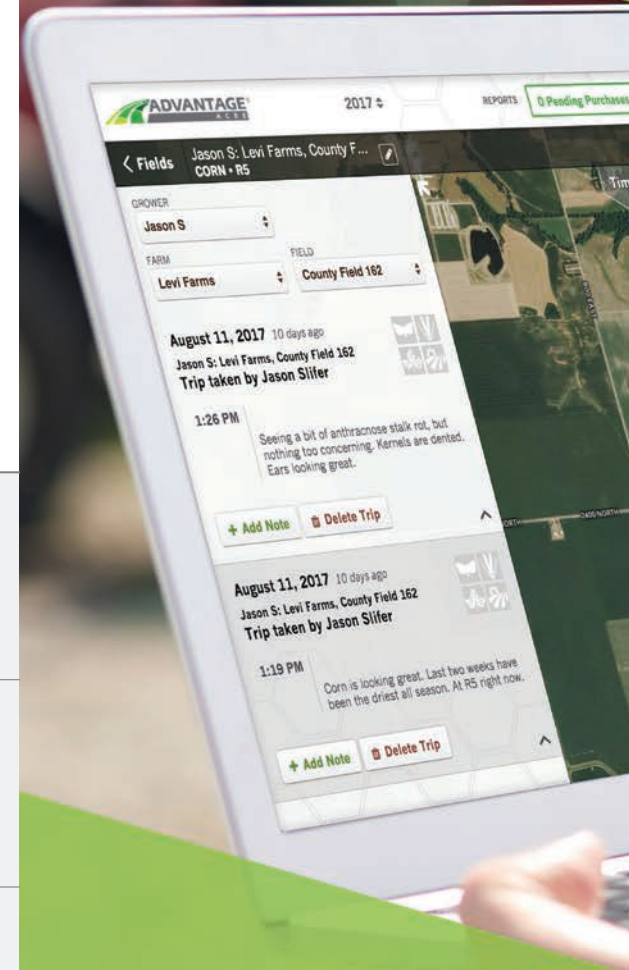 ADVANTAGE
ACRE
2017
REPORTS
0 Pending Purchases
< Fields
Jason S: Levi Farms, County F...
CORN • R5
GROWER
Jason S
FARM
FIELD
Levi Farms
County Field 162
August 11, 2017 10 days ago
Jason S: Levi Farms, County Field 162
Trip taken by Jason Slifer
1:26 PM
Seeing a bit of anthracnose stalk rot, but
nothing too concerning. Kernels are dented.
Ears looking great.
+ Add Note
Delete Trip
August 11, 2017 10 days ago
Jason S: Levi Farms, County Field 162
Trip taken by Jason Slifer
1:19 PM
Corn is looking great. Last two weeks have
been the driest all season. At R5 right now.
+ Add Note
Delete Trip
2400 NORTH